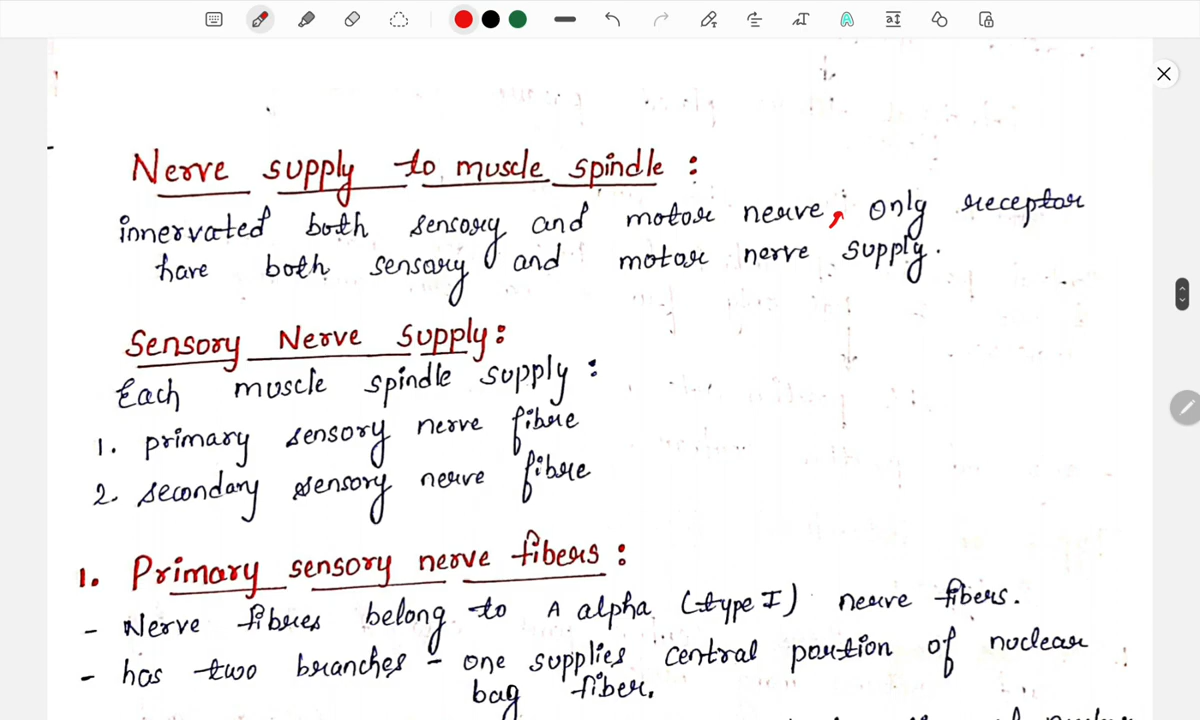 Nerve supply to muscle spindle :
innervated both sensory and motor nerve, only receptor
have both sensory and motor nerve supply.
Sensory Nerve Supply:
Each muscle spindle supply :
1. primary sensory nerve fibre
2. secondary sensory nerve fibre
1. Primary sensory nerve fibers :
- Nerve fibres belong to A alpha (type I) nerve fibers.
- has two branches - one supplies central portion of nuclear
bag fiber.